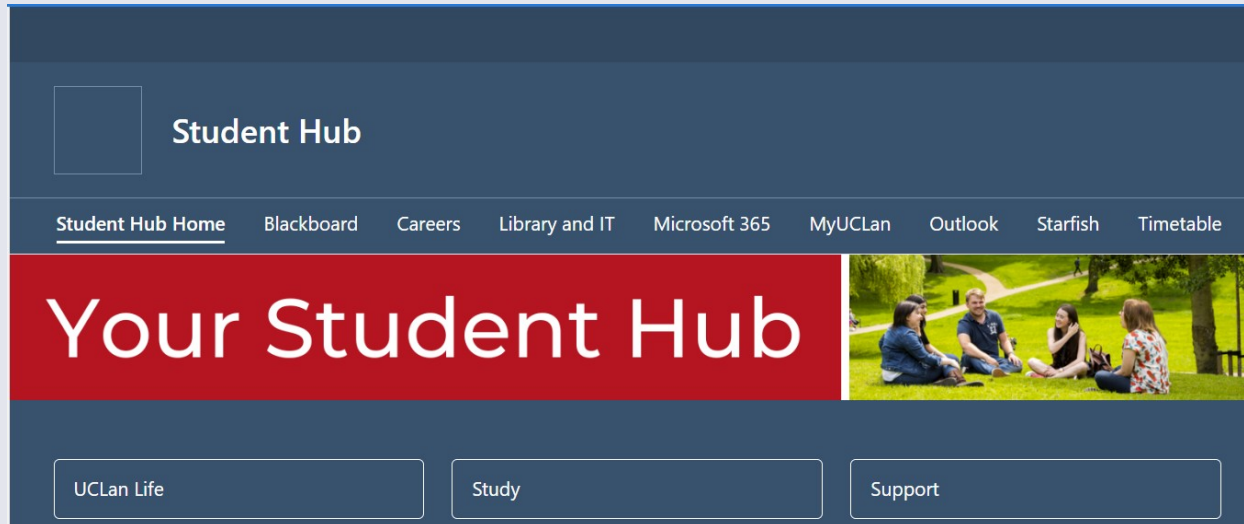 Student Hub
Student Hub Home Blackboard Careers Library and IT Microsoft 365 MyUCLan Outlook Starfish Timetable
Your Student Hub
UCLan Life Study Support